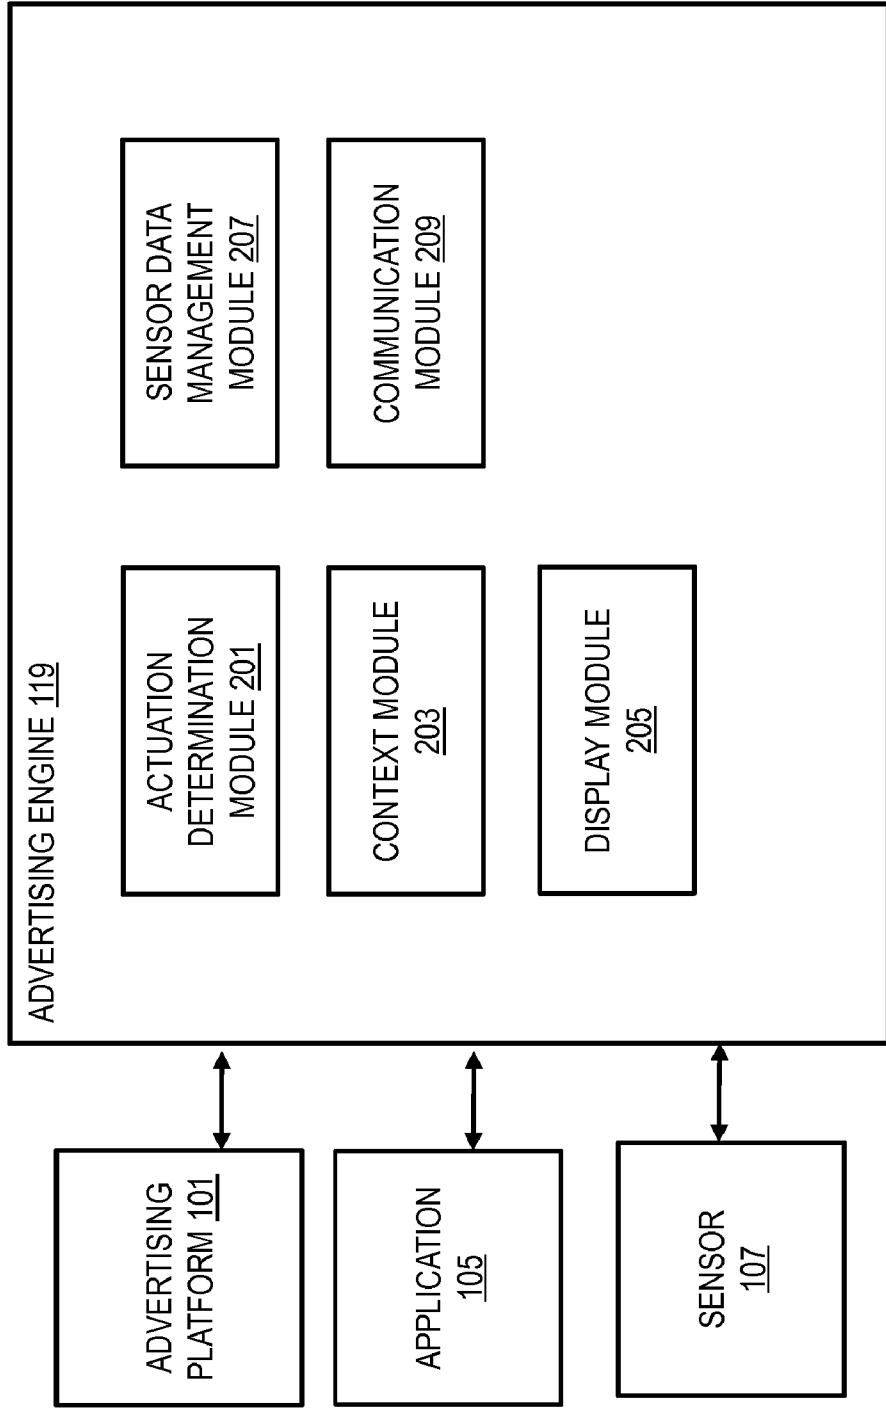 ADVERTISING ENGINE 119
ADVERTISING
PLATFORM 101
APPLICATION
105
SENSOR
107
ACTUATION
DETERMINATION
MODULE 201
CONTEXT MODULE
203
DISPLAY MODULE
205
SENSOR DATA
MANAGEMENT
MODULE 207
COMMUNICATION
MODULE 209